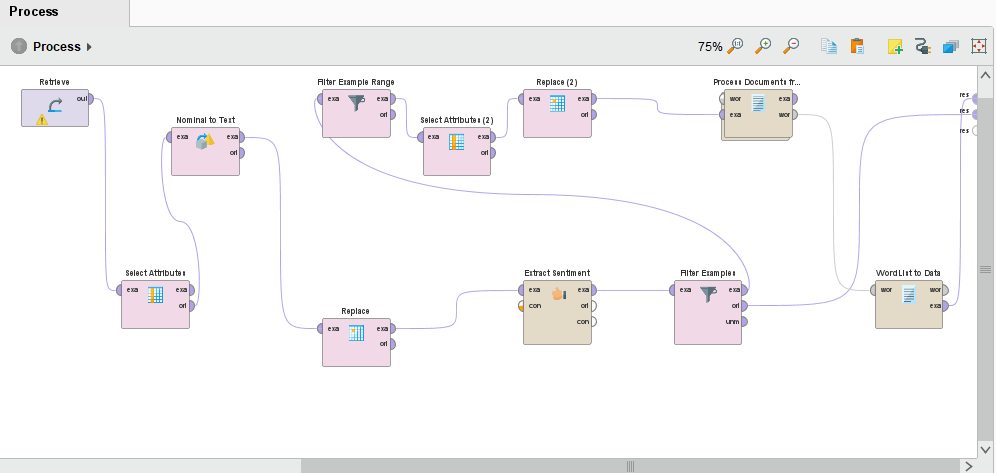 Process
Process
75%
Retrieve
out
Nominal to Text
exa exa
ori
Filter Example Range
exa exa
ori
Select Attributes (2)
exa exa
ori
Replace (2)
exa exa
ori
Process Documents fr...
wor exa
exa wor
res
res
res
Select Attributes
exa exa
ori
Replace
exa exa
ori
Extract Sentiment
exa exa
con ori
con
Filter Examples
exa exa
ori
unm
WordList to Data
wor wor
exa